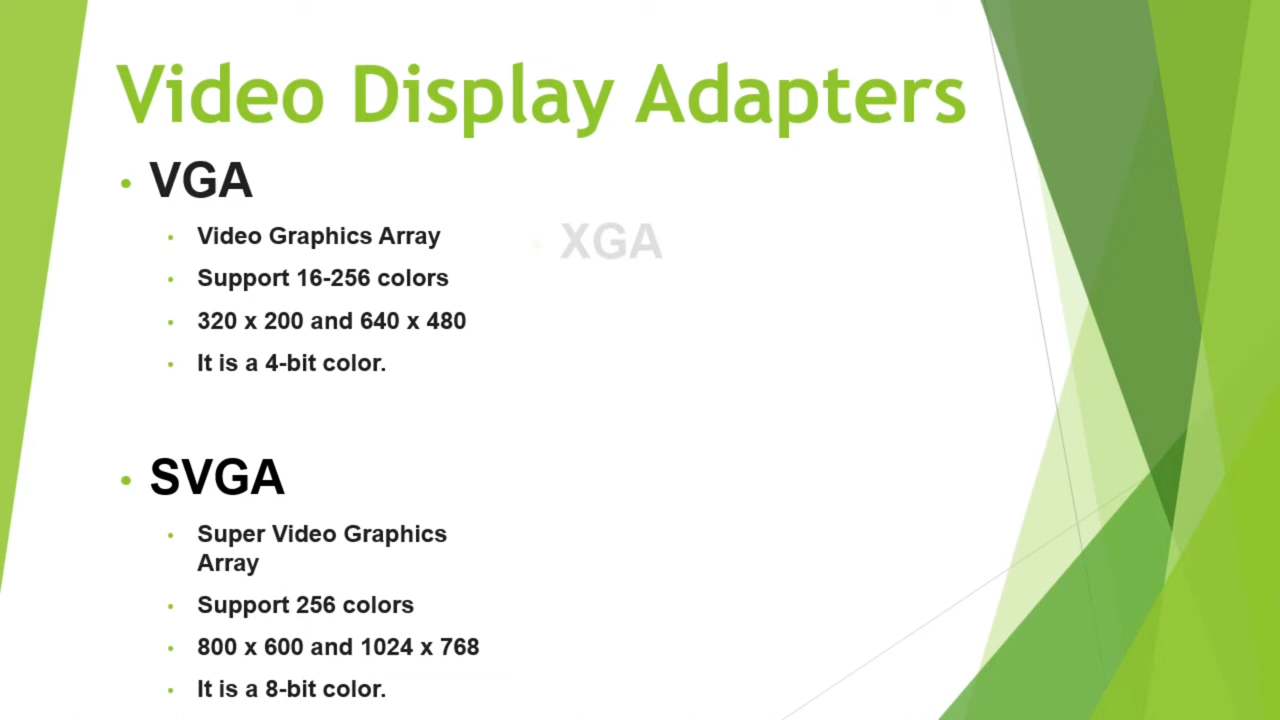 Video Display Adapters
• VGA
• Video Graphics Array
• Support 16-256 colors
• 320 x 200 and 640 x 480
• It is a 4-bit color.
• SVGA
• Super Video Graphics
Array
• Support 256 colors
• 800 x 600 and 1024 x 768
• It is a 8-bit color.
• XGA